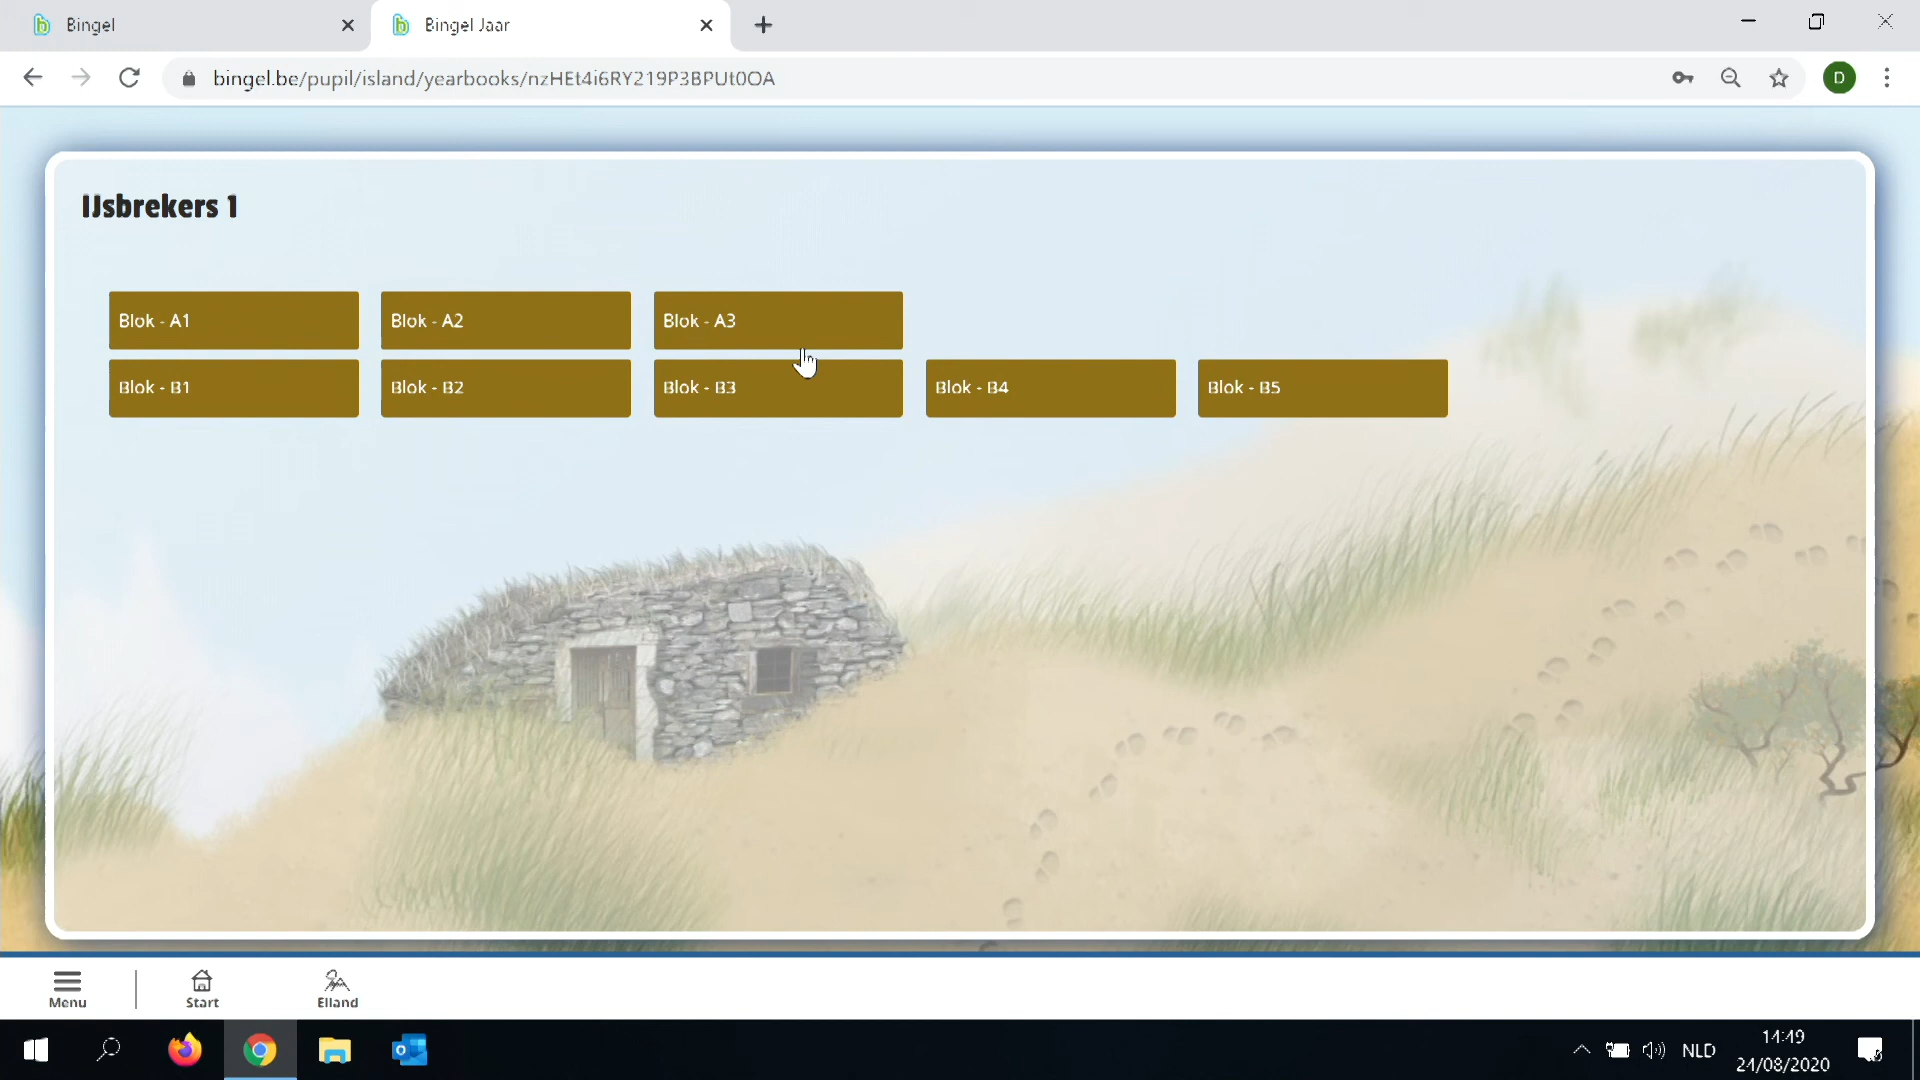 Bingel
Bingel Jaar
bingel.be/pupil/island/yearbooks/nzHEt4i6RY219P3BPUt0OA
D
IJsbrekers 1
Blok - A1
Blok - A2
Blok - A3
Blok - B1
Blok - B2
Blok - B3
Blok - B4
Blok - B5
Menu
Start
Eiland
NLD
14:49
24/08/2020